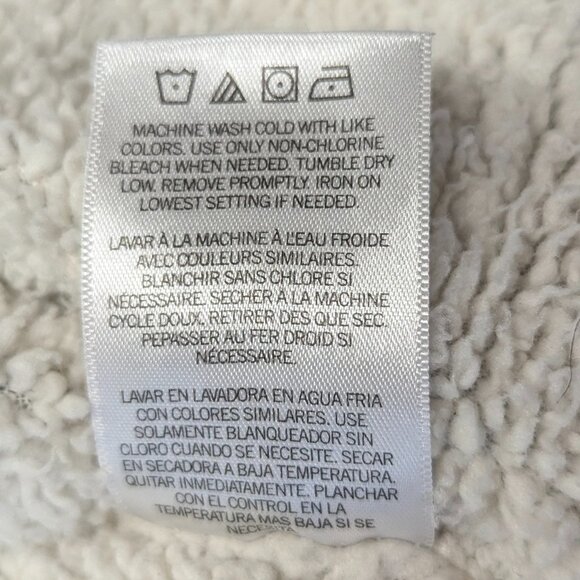 MACHINE WASH COLD WITH LIKE
COLORS. USE ONLY NON-CHLORINE
BLEACH WHEN NEEDED. TUMBLE DRY
LOW. REMOVE PROMPTLY. IRON ON
LOWEST SETTING IF NEEDED.
LAVAR À LA MACHINE À L'EAU FROIDE
AVEC COULEURS SIMILAIRES.
BLANCHIR SANS CHLORE SI
NÉCESSAIRE. SECHER À LA MACHINE
CYCLE DOUX. RETIRER DES QUE SEC.
PEPASSER AU FER DROID SI
NÉCESSAIRE.
LAVAR EN LAVADORA EN AGUA FRIA
CON COLORES SIMILARES. USE
SOLAMENTE BLANQUEADOR SIN
CLORO CUANDO SE NECESITE. SECAR
EN SECADORA A BAJA TEMPERATURA.
QUITAR INMEDIATAMENTE. PLANCHAR
CON EL CONTROL EN LA
TEMPERATURA MAS BAJA SI SE